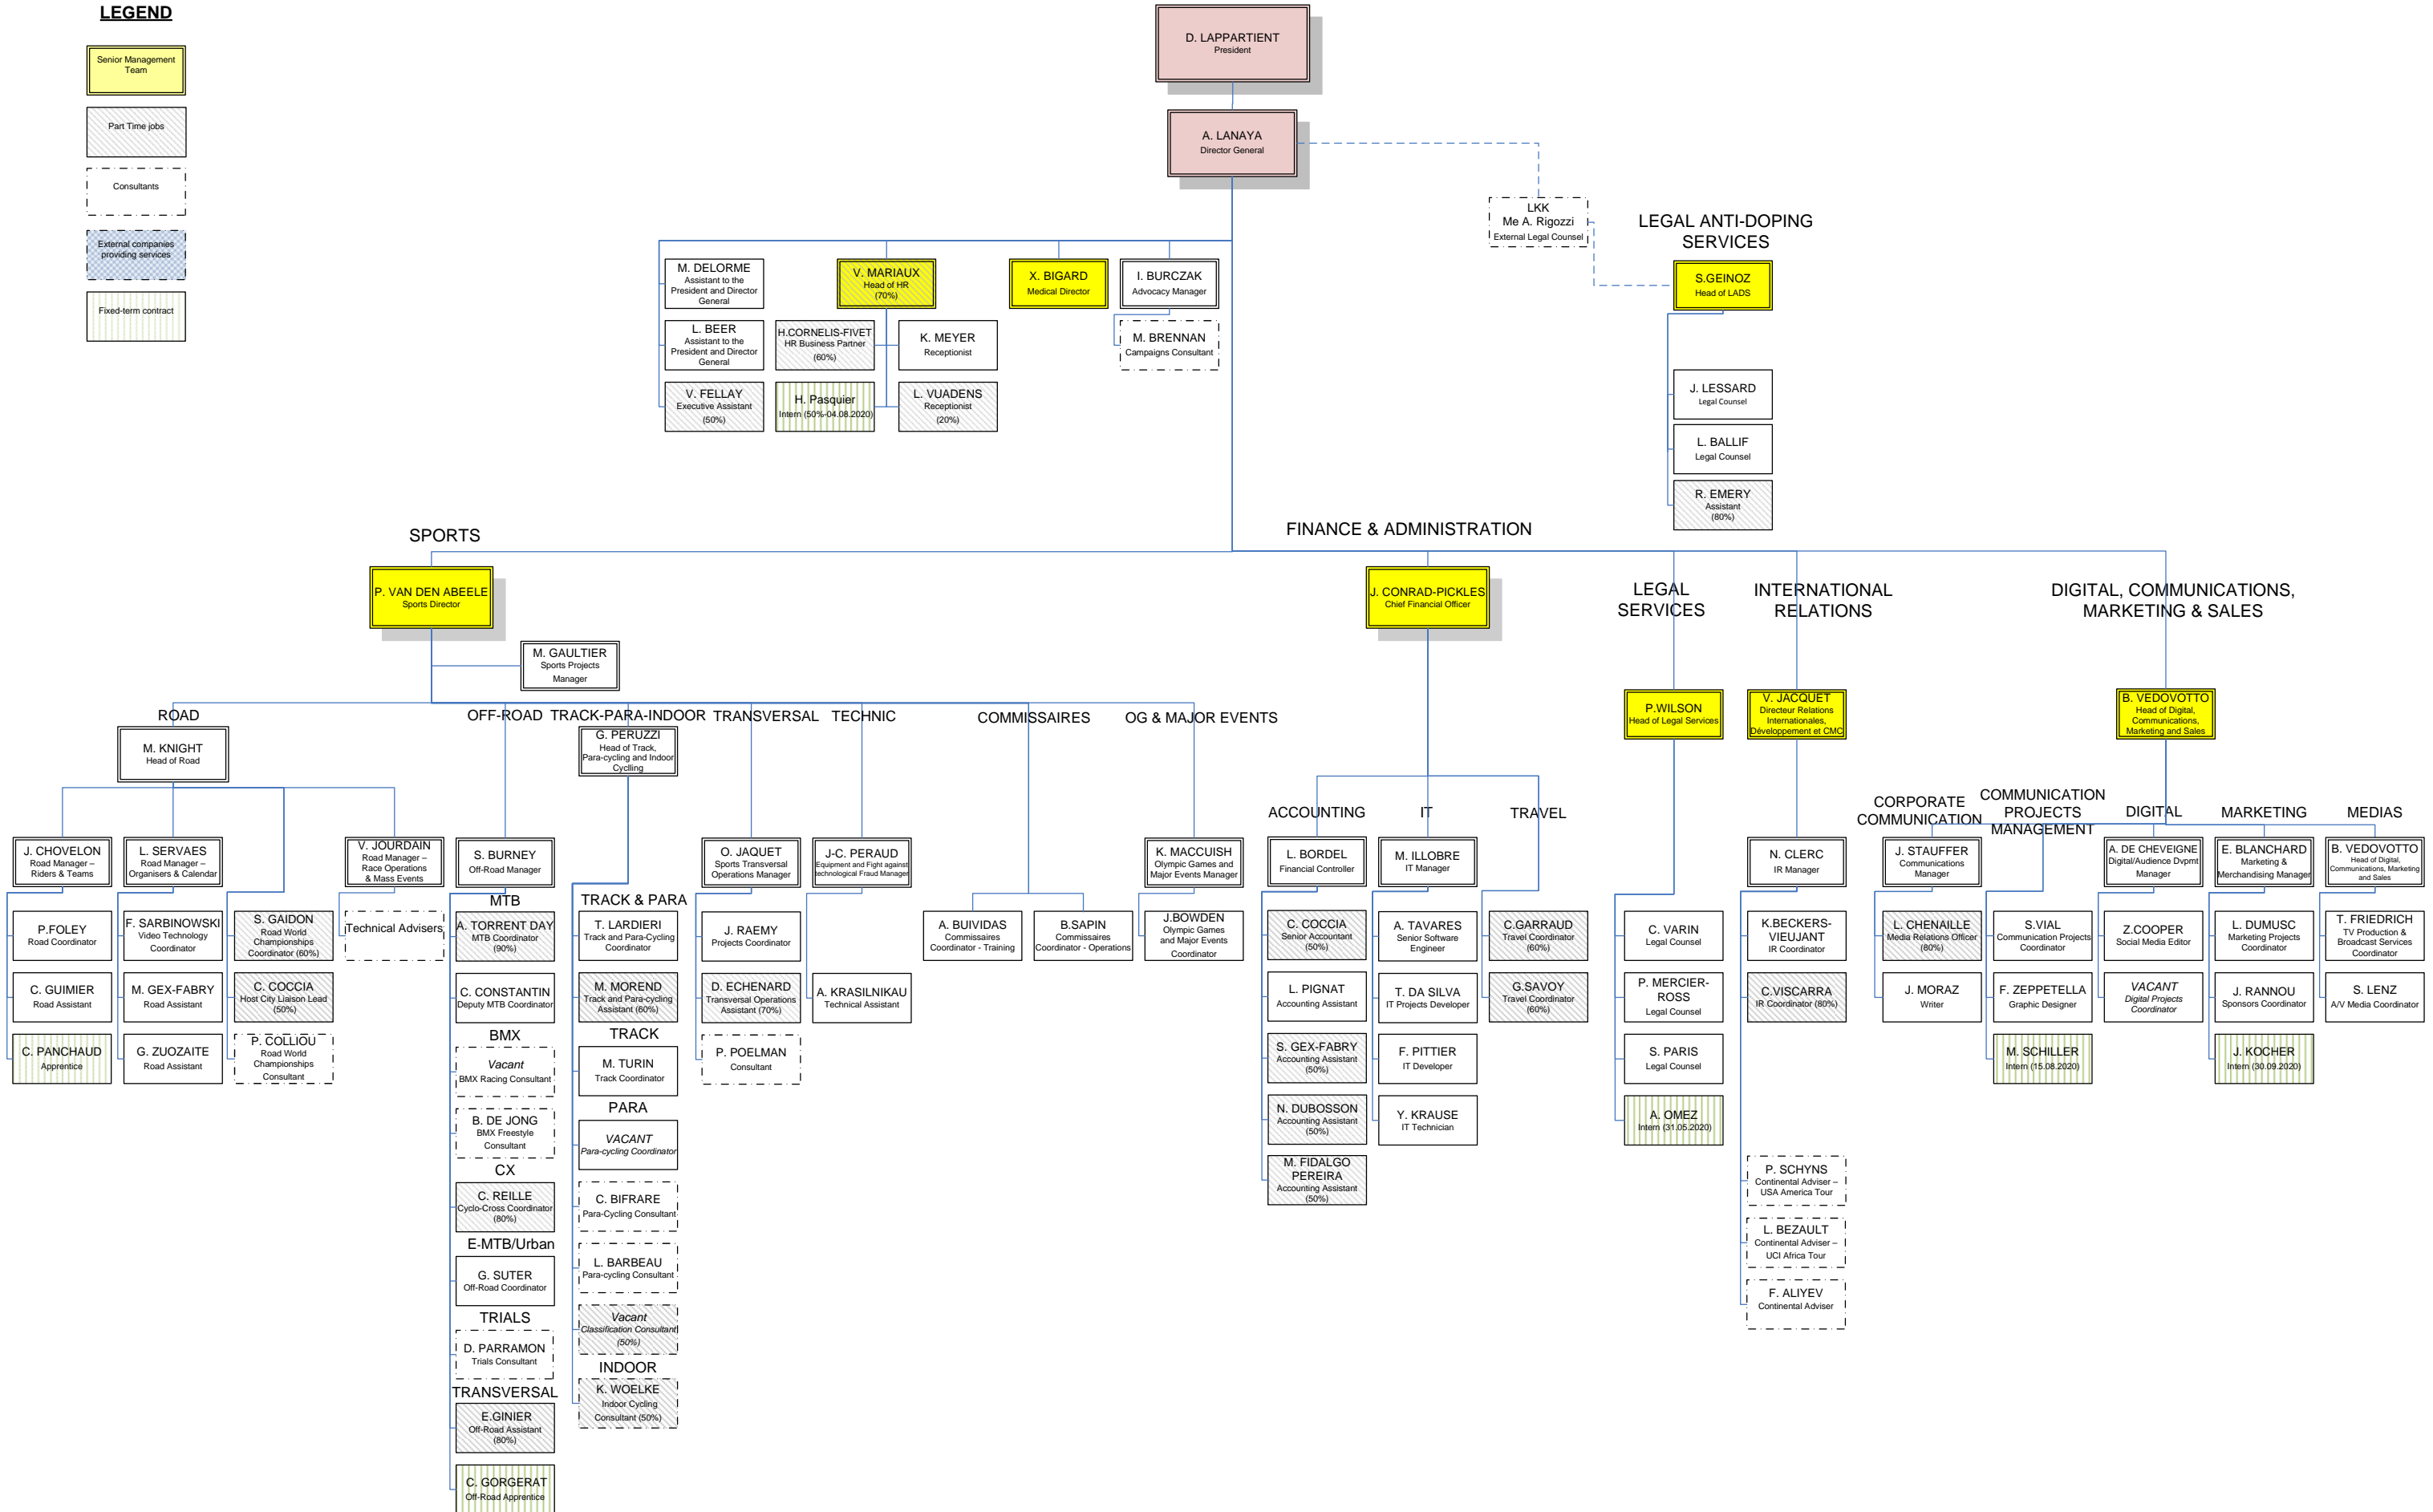 LEGEND
Senior Management
Team
Part Time jobs
Consultants
External companies
providing services
Fixed-term contract
D. LAPPARTIENT
President
A. LANAYA
Director General
LKK
Me A. Rigozzi
External Legal Counsel
LEGAL ANTI-DOPING
SERVICES
S.GEINOZ
Head of LADS
J. LESSARD
Legal Counsel
L. BALLIF
Legal Counsel
R. EMERY
Assistant
(80%)
M. DELORME
Assistant to the
President and Director
General
L. BEER
Assistant to the
President and Director
General
V. FELLAY
Executive Assistant
(50%)
V. MARIAUX
Head of HR
(70%)
H.CORNELIS-FIVET
HR Business Partner
(60%)
K. MEYER
Receptionist
H. Pasquier
Intern (50%-04.08.2020)
L. VUADENS
Receptionist
(20%)
X. BIGARD
Medical Director
I. BURCZAK
Advocacy Manager
M. BRENNAN
Campaigns Consultant
SPORTS
P. VAN DEN ABEELE
Sports Director
M. GAULTIER
Sports Projects
Manager
ROAD
M. KNIGHT
Head of Road
J. CHOVELON
Road Manager –
Riders & Teams
P.FOLEY
Road Coordinator
C. GUIMIER
Road Assistant
C. PANCHAUD
Apprentice
L. SERVAES
Road Manager –
Organisers & Calendar
F. SARBINOWSKI
Video Technology
Coordinator
M. GEX-FABRY
Road Assistant
G. ZUOZAITE
Road Assistant
S. GAIDON
Road World
Championships
Coordinator (60%)
C. COCCIA
Host City Liaison Lead
(50%)
P. COLLIOU
Road World
Championships
Consultant
V. JOURDAIN
Road Manager –
Race Operations
& Mass Events
Technical Advisers
OFF-ROAD
S. BURNEY
Off-Road Manager
MTB
A. TORRENT DAY
MTB Coordinator
(90%)
C. CONSTANTIN
Deputy MTB Coordinator
BMX
Vacant
BMX Racing Consultant
B. DE JONG
BMX Freestyle
Consultant
CX
C. REILLE
Cyclo-Cross Coordinator
(80%)
E-MTB/Urban
G. SUTER
Off-Road Coordinator
TRIALS
D. PARRAMON
Trials Consultant
TRANSVERSAL
E.GINIER
Off-Road Assistant
(80%)
C. GORGERAT
Off-Road Apprentice
TRACK-PARA-INDOOR
G. PERUZZI
Head of Track,
Para-cycling and Indoor
Cyclling
TRACK & PARA
T. LARDIERI
Track and Para-Cycling
Coordinator
M. MOREND
Track and Para-cycling
Assistant (60%)
TRACK
M. TURIN
Track Coordinator
PARA
VACANT
Para-cycling Coordinator
C. BIFRARE
Para-Cycling Consultant
L. BARBEAU
Para-cycling Consultant
Vacant
Classification Consultant
(50%)
INDOOR
K. WOELKE
Indoor Cycling
Consultant (50%)
TRANSVERSAL
O. JAQUET
Sports Transversal
Operations Manager
J. RAEMY
Projects Coordinator
D. ECHENARD
Transversal Operations
Assistant (70%)
P. POELMAN
Consultant
TECHNIC
J-C. PERAUD
Equipment and Fight against
technological Fraud Manager
A. KRASILNIKAU
Technical Assistant
COMMISSAIRES
A. BUIVIDAS
Commissaires
Coordinator - Training
B.SAPIN
Commissaires
Coordinator - Operations
OG & MAJOR EVENTS
K. MACCUISH
Olympic Games and
Major Events Manager
J.BOWDEN
Olympic Games
and Major Events
Coordinator
FINANCE & ADMINISTRATION
J. CONRAD-PICKLES
Chief Financial Officer
ACCOUNTING
L. BORDEL
Financial Controller
C. COCCIA
Senior Accountant
(50%)
L. PIGNAT
Accounting Assistant
S. GEX-FABRY
Accounting Assistant
(50%)
N. DUBOSSON
Accounting Assistant
(50%)
M. FIDALGO
PEREIRA
Accounting Assistant
(50%)
IT
M. ILLOBRE
IT Manager
A. TAVARES
Senior Software
Engineer
T. DA SILVA
IT Projects Developer
F. PITTIER
IT Developer
Y. KRAUSE
IT Technician
TRAVEL
C.GARRAUD
Travel Coordinator
(60%)
G.SAVOY
Travel Coordinator
(60%)
LEGAL
SERVICES
P.WILSON
Head of Legal Services
C. VARIN
Legal Counsel
P. MERCIER-
ROSS
Legal Counsel
S. PARIS
Legal Counsel
A. OMEZ
Intern (31.05.2020)
INTERNATIONAL
RELATIONS
V. JACQUET
Directeur Relations
Internationales,
Développement et CMC
N. CLERC
IR Manager
K.BECKERS-
VIEUJANT
IR Coordinator
C.VISCARRA
IR Coordinator (80%)
P. SCHYNS
Continental Adviser –
USA America Tour
L. BEZAULT
Continental Adviser –
UCI Africa Tour
F. ALIYEV
Continental Adviser
DIGITAL, COMMUNICATIONS,
MARKETING & SALES
B. VEDOVOTTO
Head of Digital,
Communications,
Marketing and Sales
CORPORATE
COMMUNICATION
J. STAUFFER
Communications
Manager
L. CHENAILLE
Media Relations Officer
(80%)
J. MORAZ
Writer
COMMUNICATION
PROJECTS
MANAGEMENT
S.VIAL
Communication Projects
Coordinator
F. ZEPPETELLA
Graphic Designer
M. SCHILLER
Intern (15.08.2020)
DIGITAL
A. DE CHEVEIGNE
Digital/Audience Dvpmt
Manager
Z.COOPER
Social Media Editor
VACANT
Digital Projects
Coordinator
MARKETING
E. BLANCHARD
Marketing &
Merchandising Manager
L. DUMUSC
Marketing Projects
Coordinator
J. RANNOU
Sponsors Coordinator
J. KOCHER
Intern (30.09.2020)
MEDIAS
B. VEDOVOTTO
Head of Digital,
Communications, Marketing
and Sales
T. FRIEDRICH
TV Production &
Broadcast Services
Coordinator
S. LENZ
A/V Media Coordinator